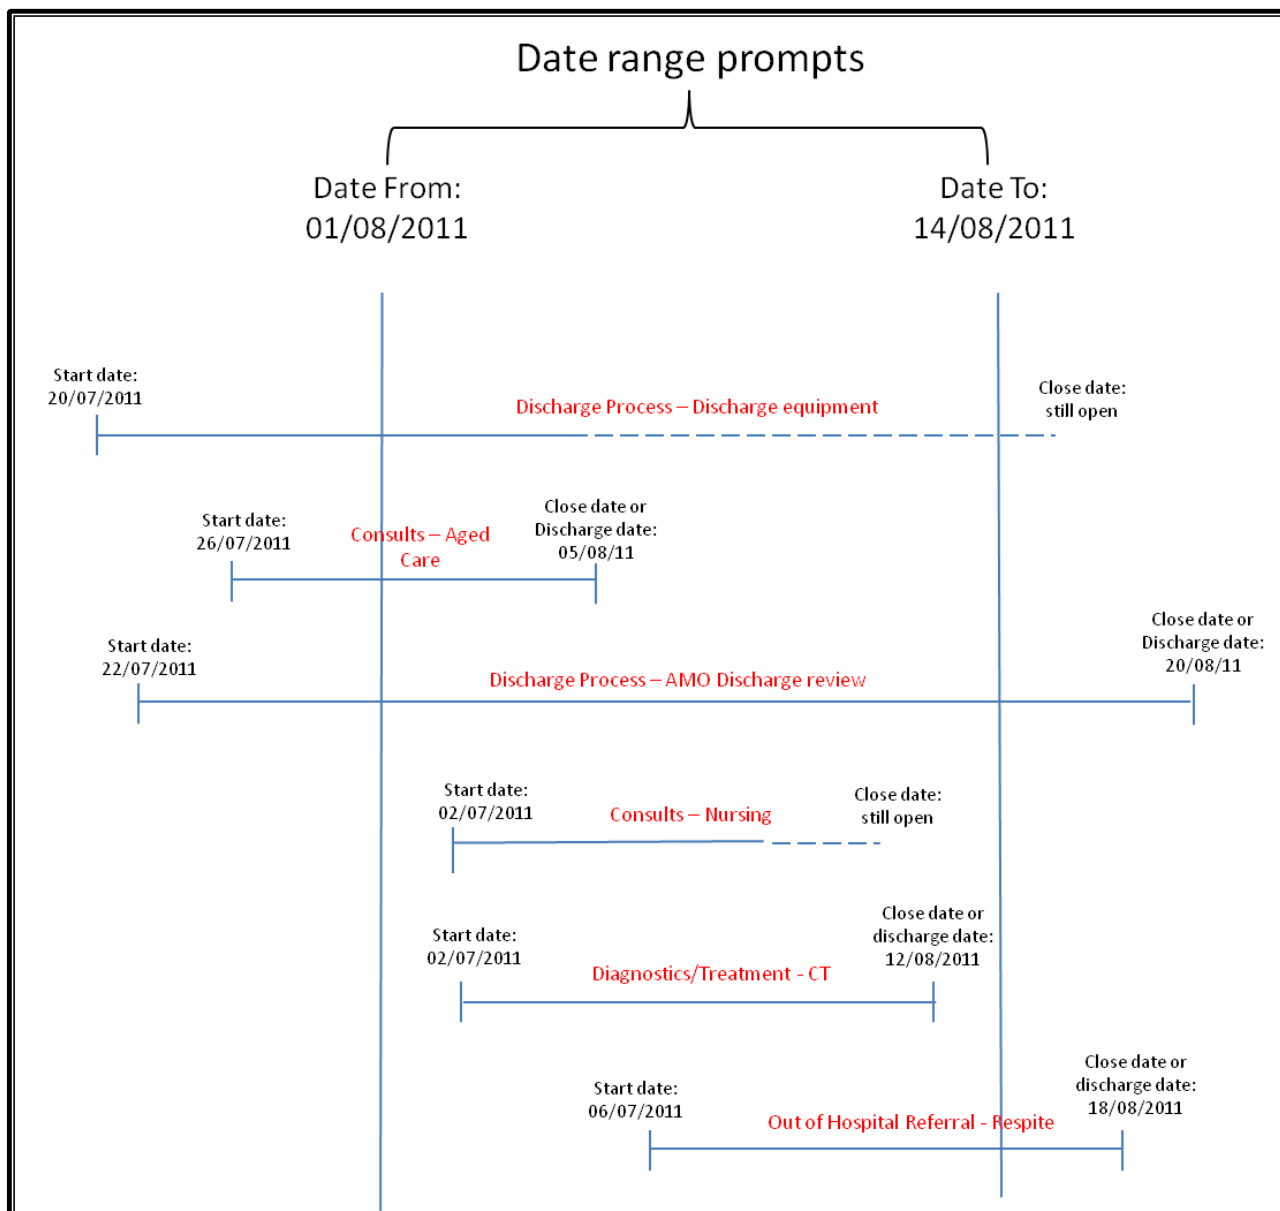 Date range prompts
Date From:
01/08/2011
Date To:
14/08/2011
Start date:
20/07/2011
Discharge Process – Discharge equipment
Close date:
still open
Start date:
26/07/2011
Consults – Aged
Care
Close date or
Discharge date:
05/08/11
Start date:
22/07/2011
Discharge Process – AMO Discharge review
Close date or
Discharge date:
20/08/11
Start date:
02/07/2011
Consults – Nursing
Close date:
still open
Start date:
02/07/2011
Diagnostics/Treatment - CT
Close date or
discharge date:
12/08/2011
Start date:
06/07/2011
Out of Hospital Referral - Respite
Close date or
discharge date:
18/08/2011